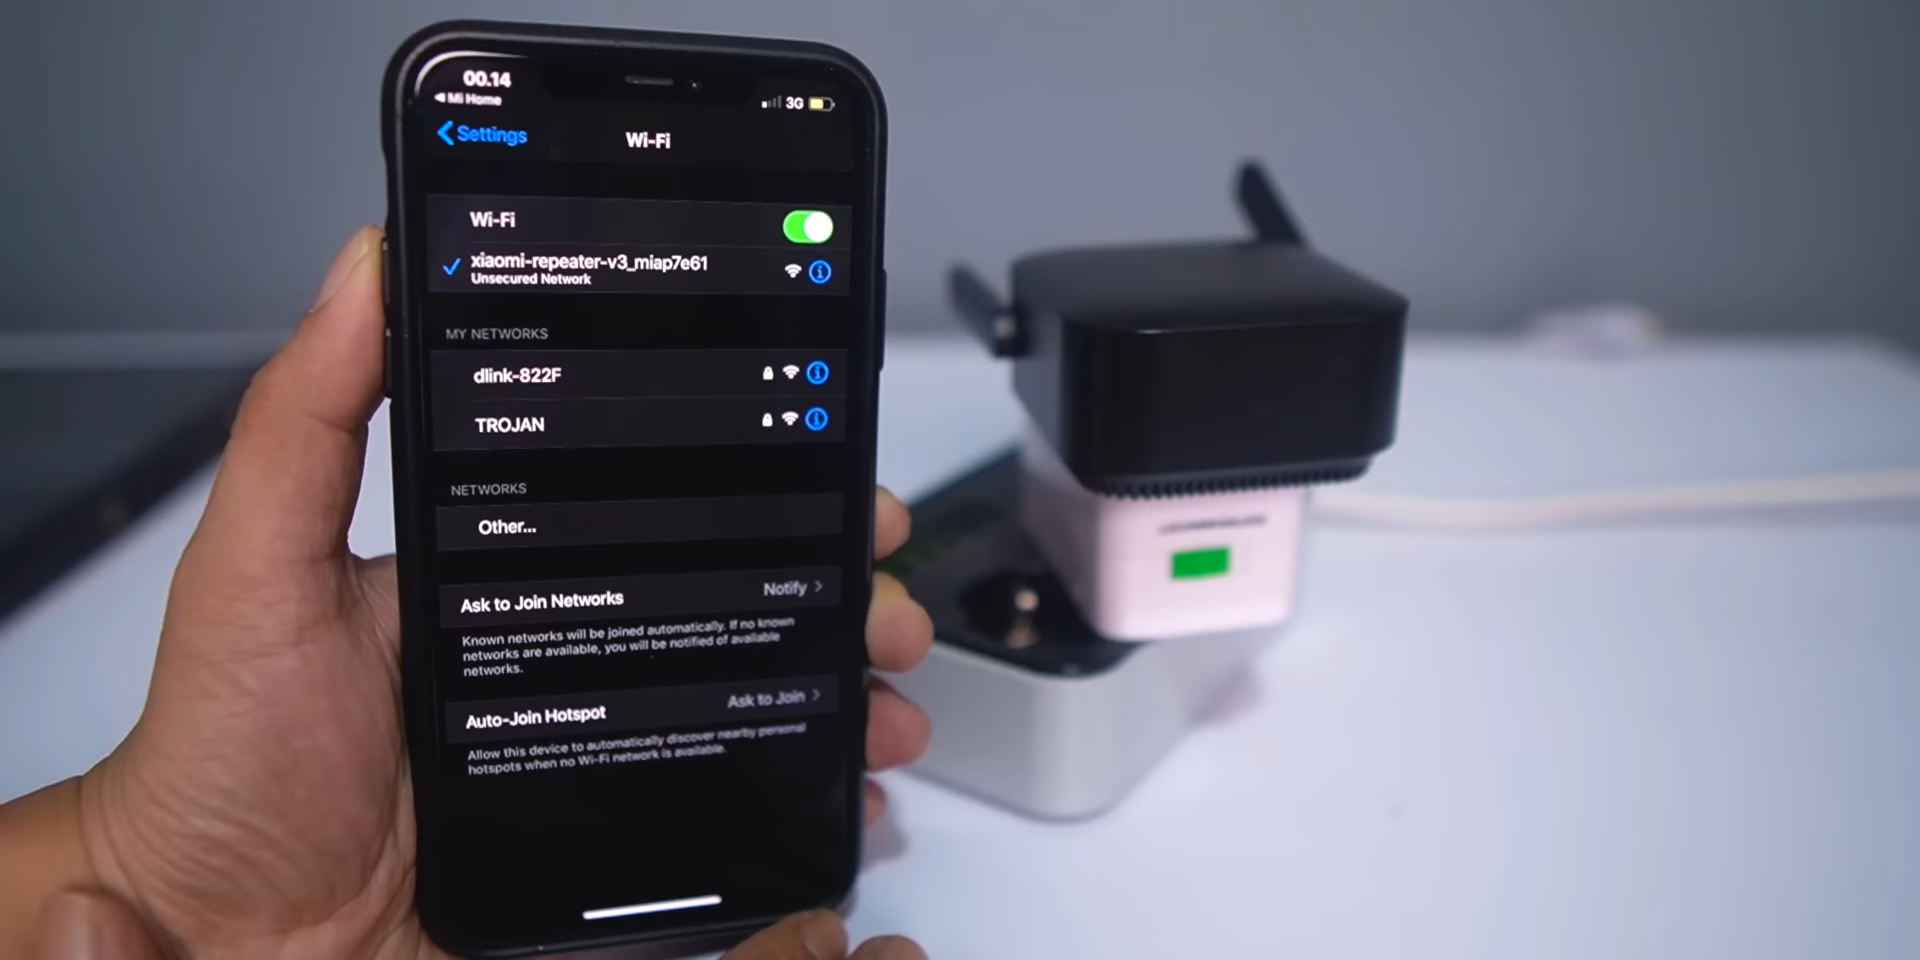 00.14
Mi Home
3G
Settings
Wi-Fi
Wi-Fi
xiaomi-repeater-v3_miap7e61
Unsecured Network
MY NETWORKS
dlink-822F
TROJAN
NETWORKS
Other...
Ask to Join Networks
Notify
Known networks will be joined automatically. If no known
networks are available, you will be notified of available
networks.
Auto-Join Hotspot
Ask to Join
Allow this device to automatically discover nearby personal
hotspots when no Wi-Fi network is available.